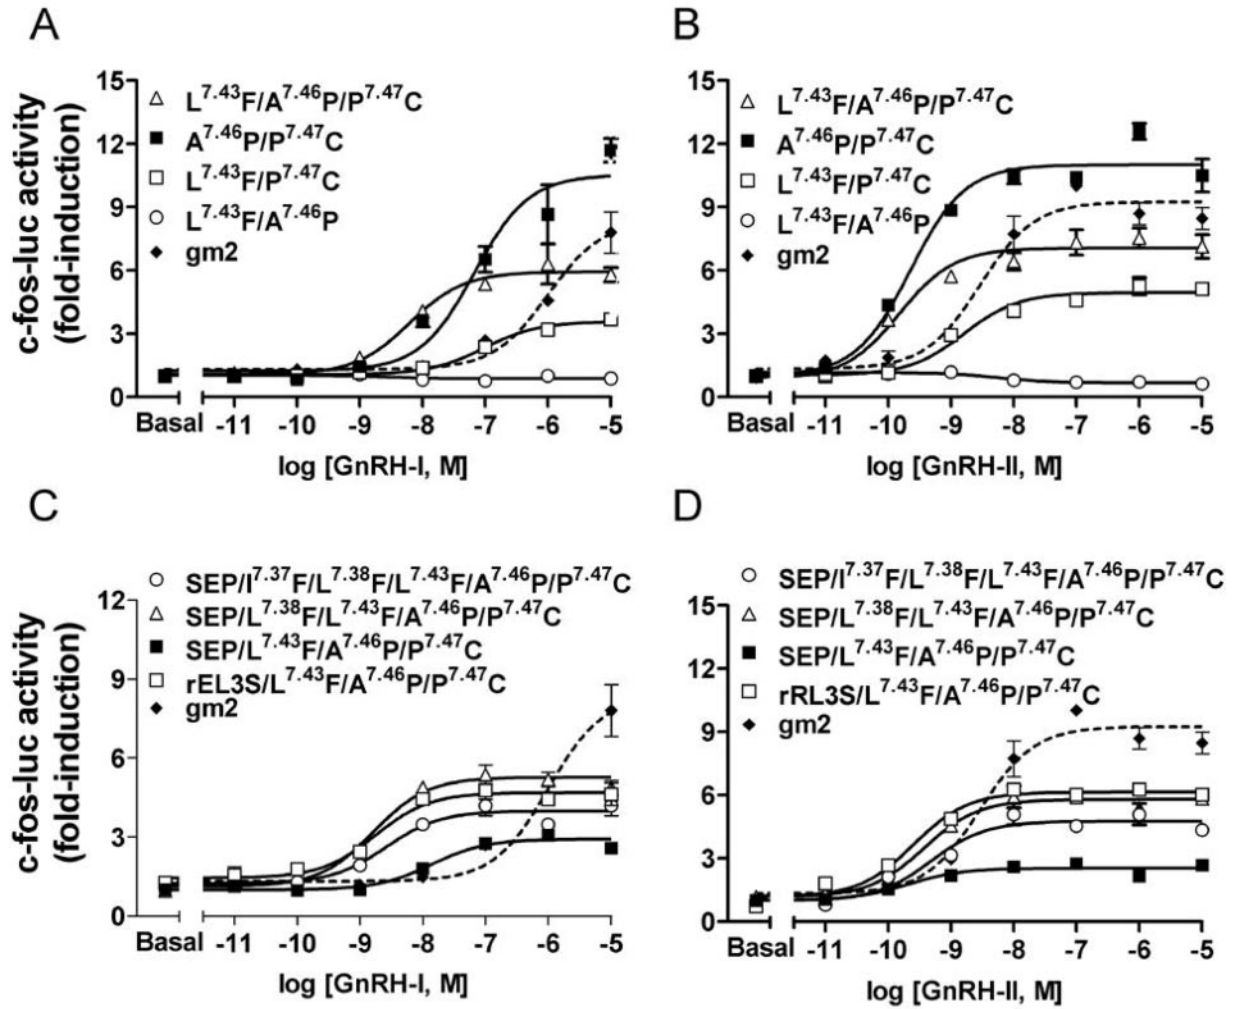 A
c-fos-luc activity
(fold-induction)
15
12
9
6
3
0
L7.43F/A7.46P/P7.47C
A7.46P/P7.47C
L7.43F/P7.47C
L7.43F/A7.46P
gm2
Basal -11 -10 -9 -8 -7 -6 -5
log [GnRH-I, M]
B
15
12
9
6
3
0
L7.43F/A7.46P/P7.47C
A7.46P/P7.47C
L7.43F/P7.47C
L7.43F/A7.46P
gm2
Basal -11 -10 -9 -8 -7 -6 -5
log [GnRH-II, M]
C
c-fos-luc activity
(fold-induction)
12
9
6
3
0
SEP/I7.37F/L7.38F/L7.43F/A7.46P/P7.47C
SEP/L7.38F/L7.43F/A7.46P/P7.47C
SEP/L7.43F/A7.46P/P7.47C
rEL3S/L7.43F/A7.46P/P7.47C
gm2
Basal -11 -10 -9 -8 -7 -6 -5
log [GnRH-I, M]
D
15
12
9
6
3
0
SEP/I7.37F/L7.38F/L7.43F/A7.46P/P7.47C
SEP/L7.38F/L7.43F/A7.46P/P7.47C
SEP/L7.43F/A7.46P/P7.47C
rRL3S/L7.43F/A7.46P/P7.47C
gm2
Basal -11 -10 -9 -8 -7 -6 -5
log [GnRH-II, M]